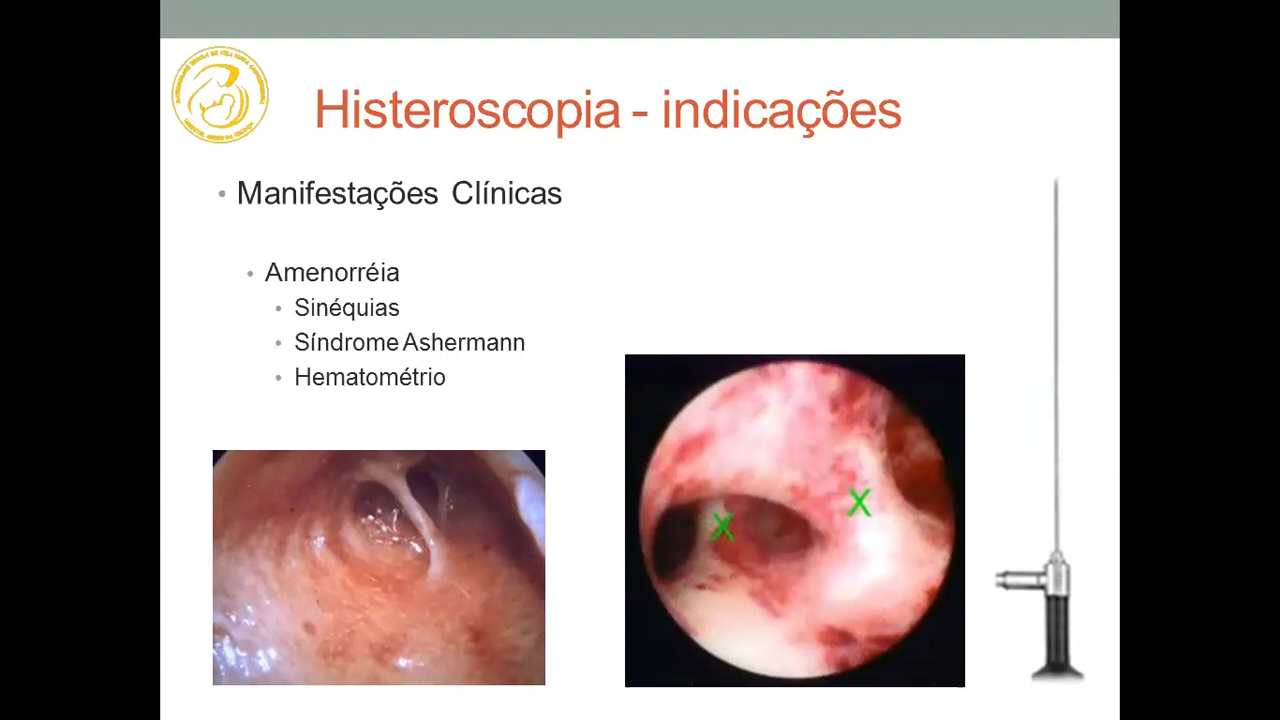 Histeroscopia - indicações
Manifestações Clínicas
Amenorréia
Sinéquias
Síndrome Ashermann
Hematométrio
X X